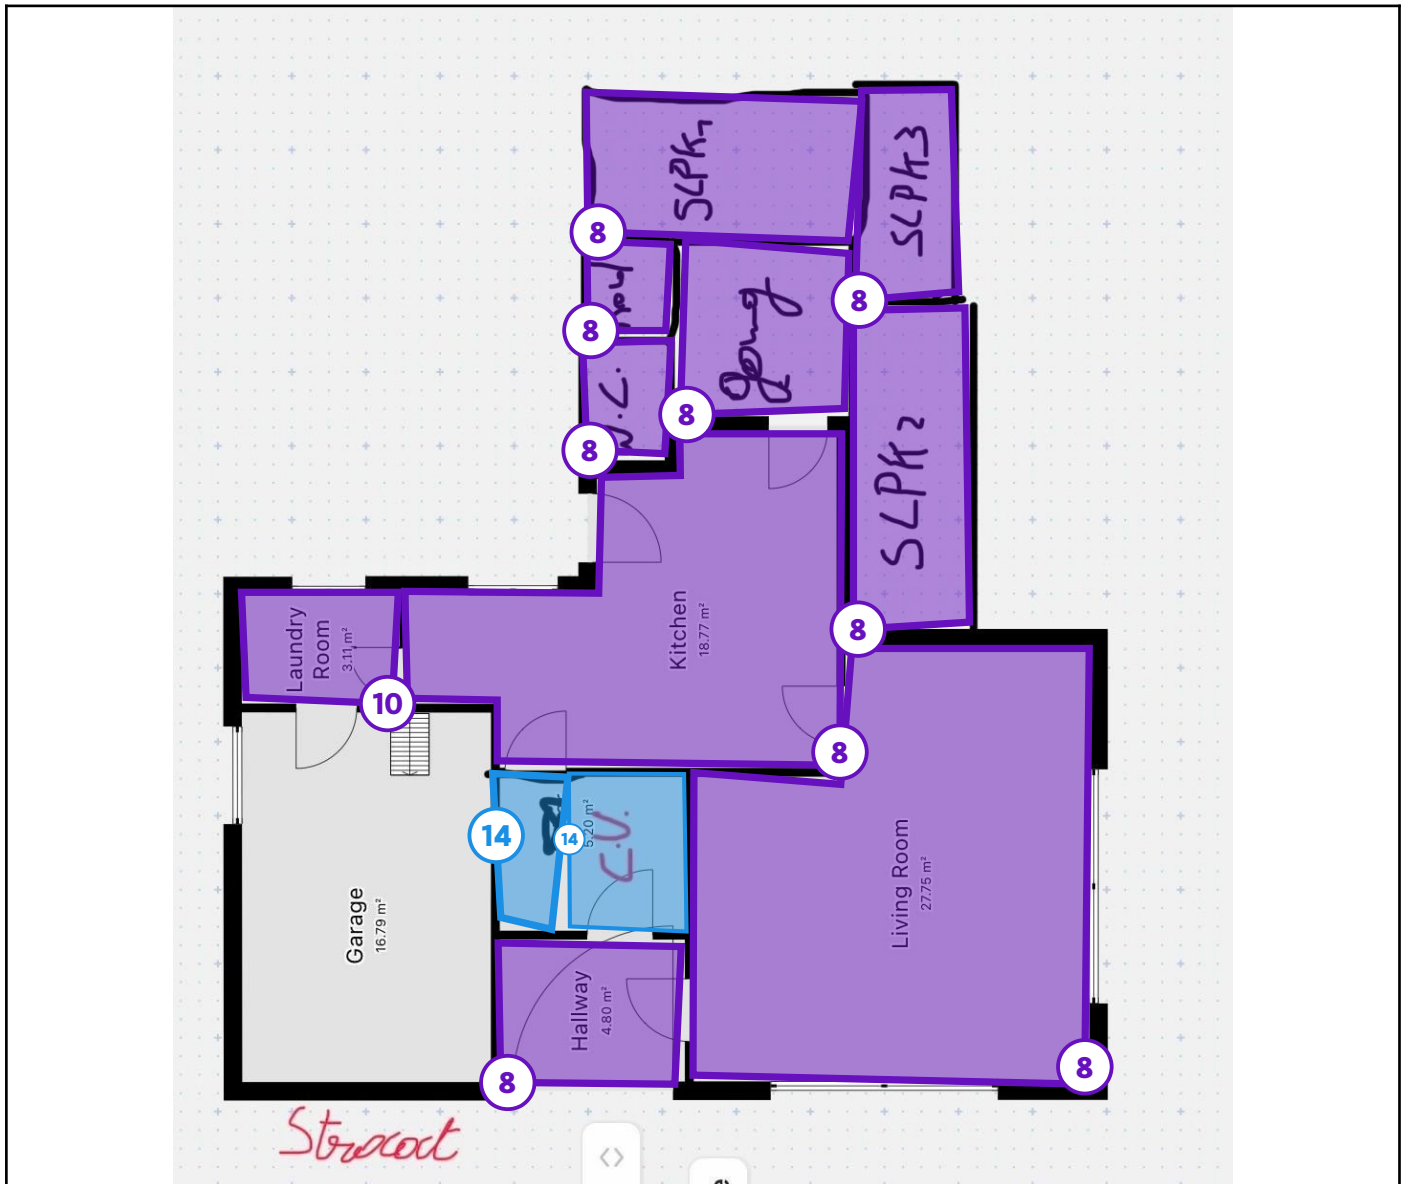 SLPK1
SLPK3
8
8
8
8
W.C.
gang
8
SLPK2
8
Kitchen
18.77 m²
Laundry
Room
3.11 m²
10
8
14
14
5.20 m²
C.V.
Living Room
27.75 m²
Garage
16.79 m²
Hallway
4.80 m²
8
8
<>